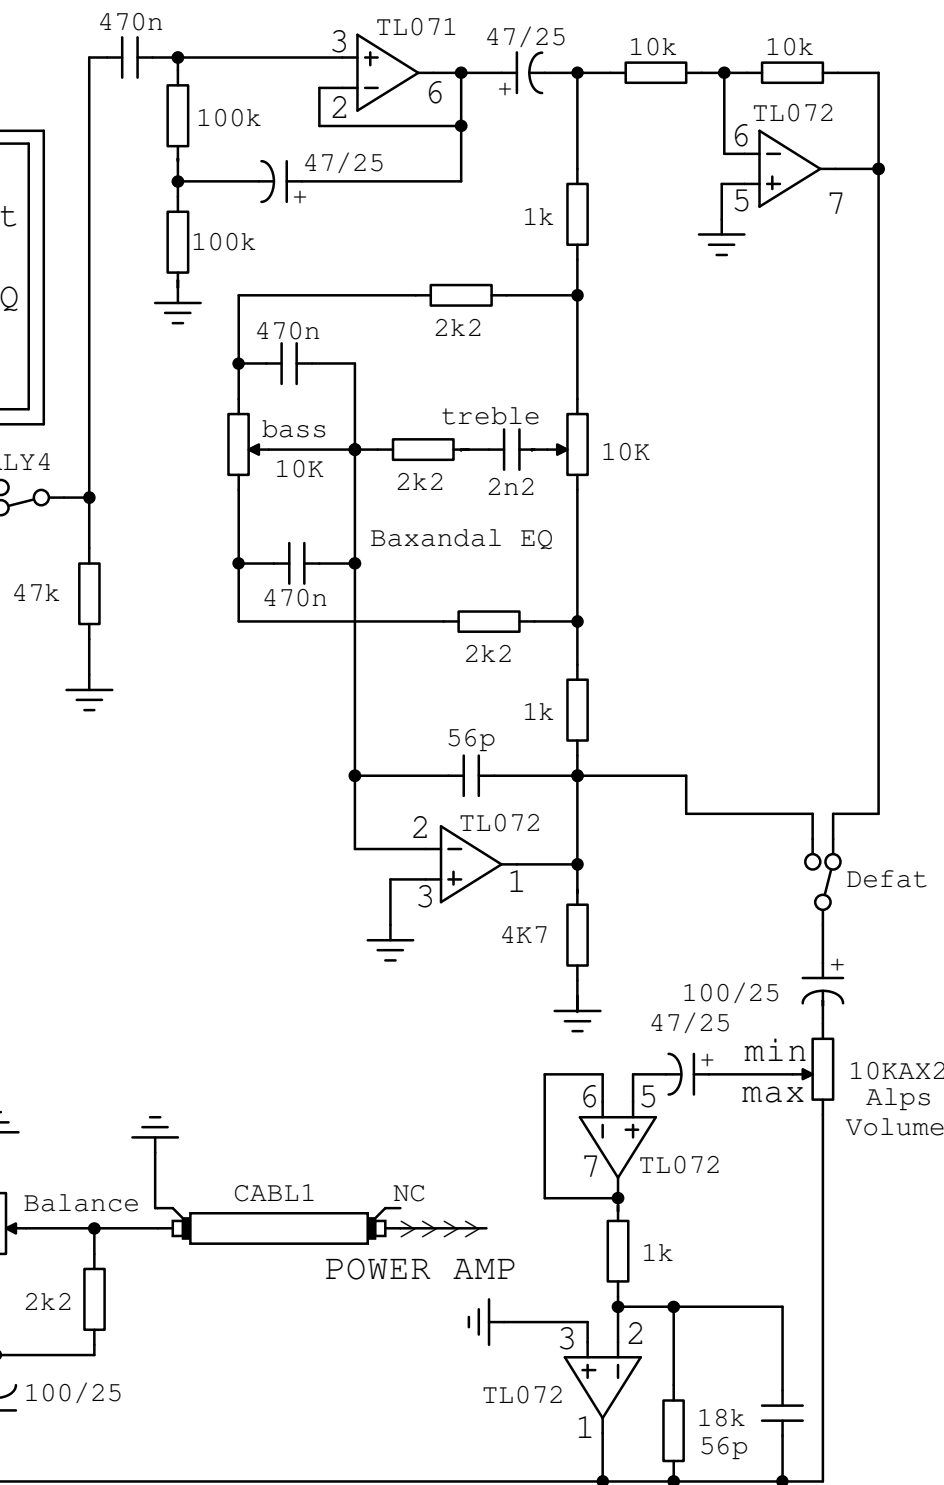 470n
TL071
3
+
−
2
6
47/25
+
10k
10k
100k
47/25
+
TL072
6
−
+
5
7
t
100k
1k
Q
2k2
470n
treble
bass
10K
10K
2k2
2n2
LY4
Baxandal EQ
47k
470n
2k2
1k
56p
TL072
2
−
+
3
1
Defat
4K7
+
100/25
47/25
+
min
max
10KAX2
Alps
Volume
6
5
−
+
7
TL072
Balance
CABL1
NC
1k
POWER AMP
2k2
3
2
+
−
TL072
1
100/25
18k
56p